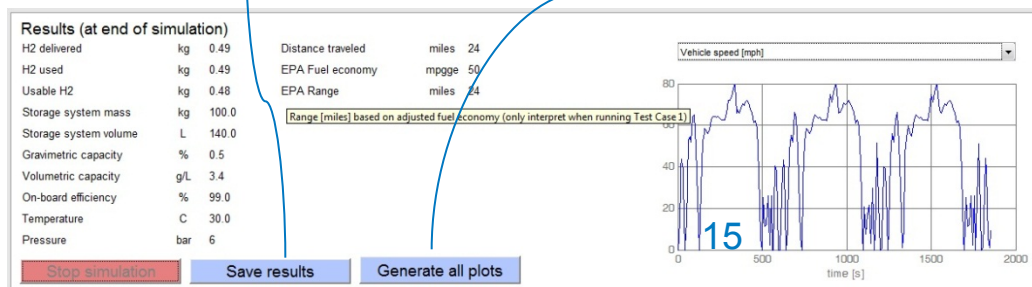 Results (at end of simulation)
H2 delivered kg 0.49 Distance traveled miles 24
H2 used kg 0.49 EPA Fuel economy mpgge 50
Usable H2 kg 0.48 EPA Range miles 24
Storage system mass kg 100.0
Range [miles] based on adjusted fuel economy (only interpret when running Test Case 1)
Storage system volume L 140.0
Gravimetric capacity % 0.5
Volumetric capacity g/L 3.4
On-board efficiency % 99.0
Temperature C 30.0
Pressure bar 6
Stop simulation Save results Generate all plots
Vehicle speed [mph]
80
60
40
20
0
0 500 1000 1500 2000
time [s]
15